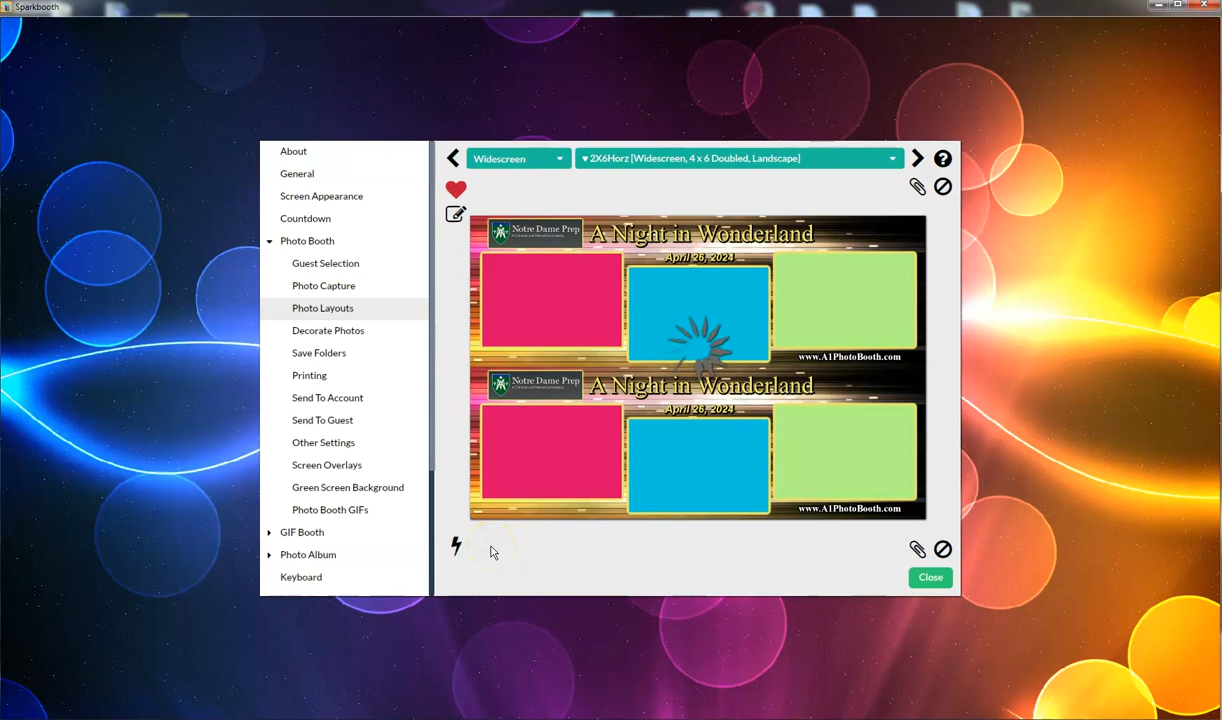 Sparkbooth
About
General
Screen Appearance
Countdown
Photo Booth
Guest Selection
Photo Capture
Photo Layouts
Decorate Photos
Save Folders
Printing
Send To Account
Send To Guest
Other Settings
Screen Overlays
Green Screen Background
Photo Booth GIFs
GIF Booth
Photo Album
Keyboard
Widescreen
♥ 2X6Horz [Widescreen, 4 x 6 Doubled, Landscape]
Notre Dame Prep
A Night in Wonderland
April 26, 2024
www.A1PhotoBooth.com
Notre Dame Prep
A Night in Wonderland
April 26, 2024
www.A1PhotoBooth.com
Close